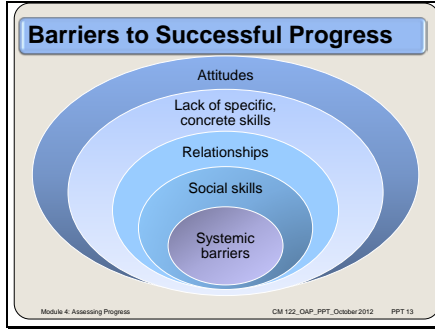 Barriers to Successful Progress
Attitudes
Lack of specific,
concrete skills
Relationships
Social skills
Systemic
barriers
Module 4: Assessing Progress CM 122_OAP_PPT_October 2012 PPT 13